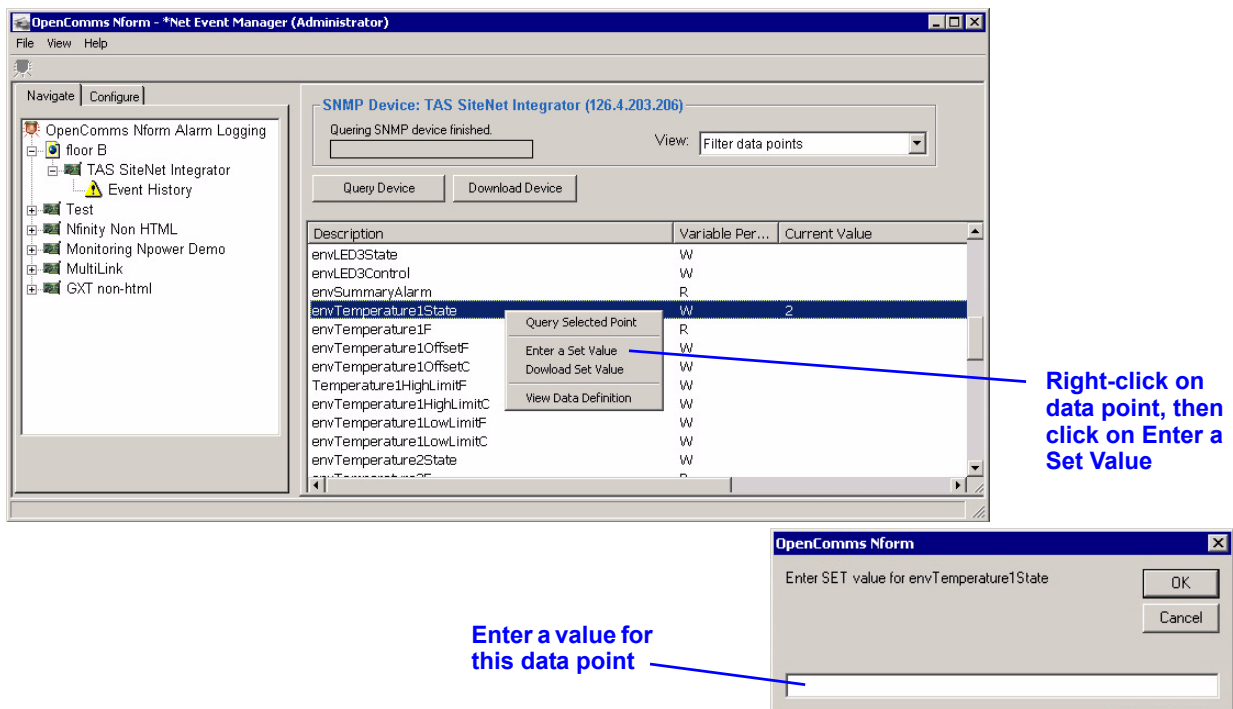 OpenComms Nform - *Net Event Manager (Administrator)
File View Help
Navigate Configure
OpenComms Nform Alarm Logging
floor B
TAS SiteNet Integrator
Event History
Test
Nfinity Non HTML
Monitoring Npower Demo
MultiLink
GXT non-html
SNMP Device: TAS SiteNet Integrator (126.4.203.206)
Quering SNMP device finished.
View: Filter data points
Query Device Download Device
Description Variable Per... Current Value
envLED3State W
envLED3Control W
envSummaryAlarm R
envTemperature1State W 2
envTemperature1F R
envTemperature1OffsetF W
envTemperature1OffsetC W
Temperature1HighLimitF W
envTemperature1HighLimitC W
envTemperature1LowLimitF W
envTemperature1LowLimitC W
envTemperature2State W
Query Selected Point
Enter a Set Value
Dowload Set Value
View Data Definition
Right-click on
data point, then
click on Enter a
Set Value
OpenComms Nform
Enter SET value for envTemperature1State
OK
Cancel
Enter a value for
this data point